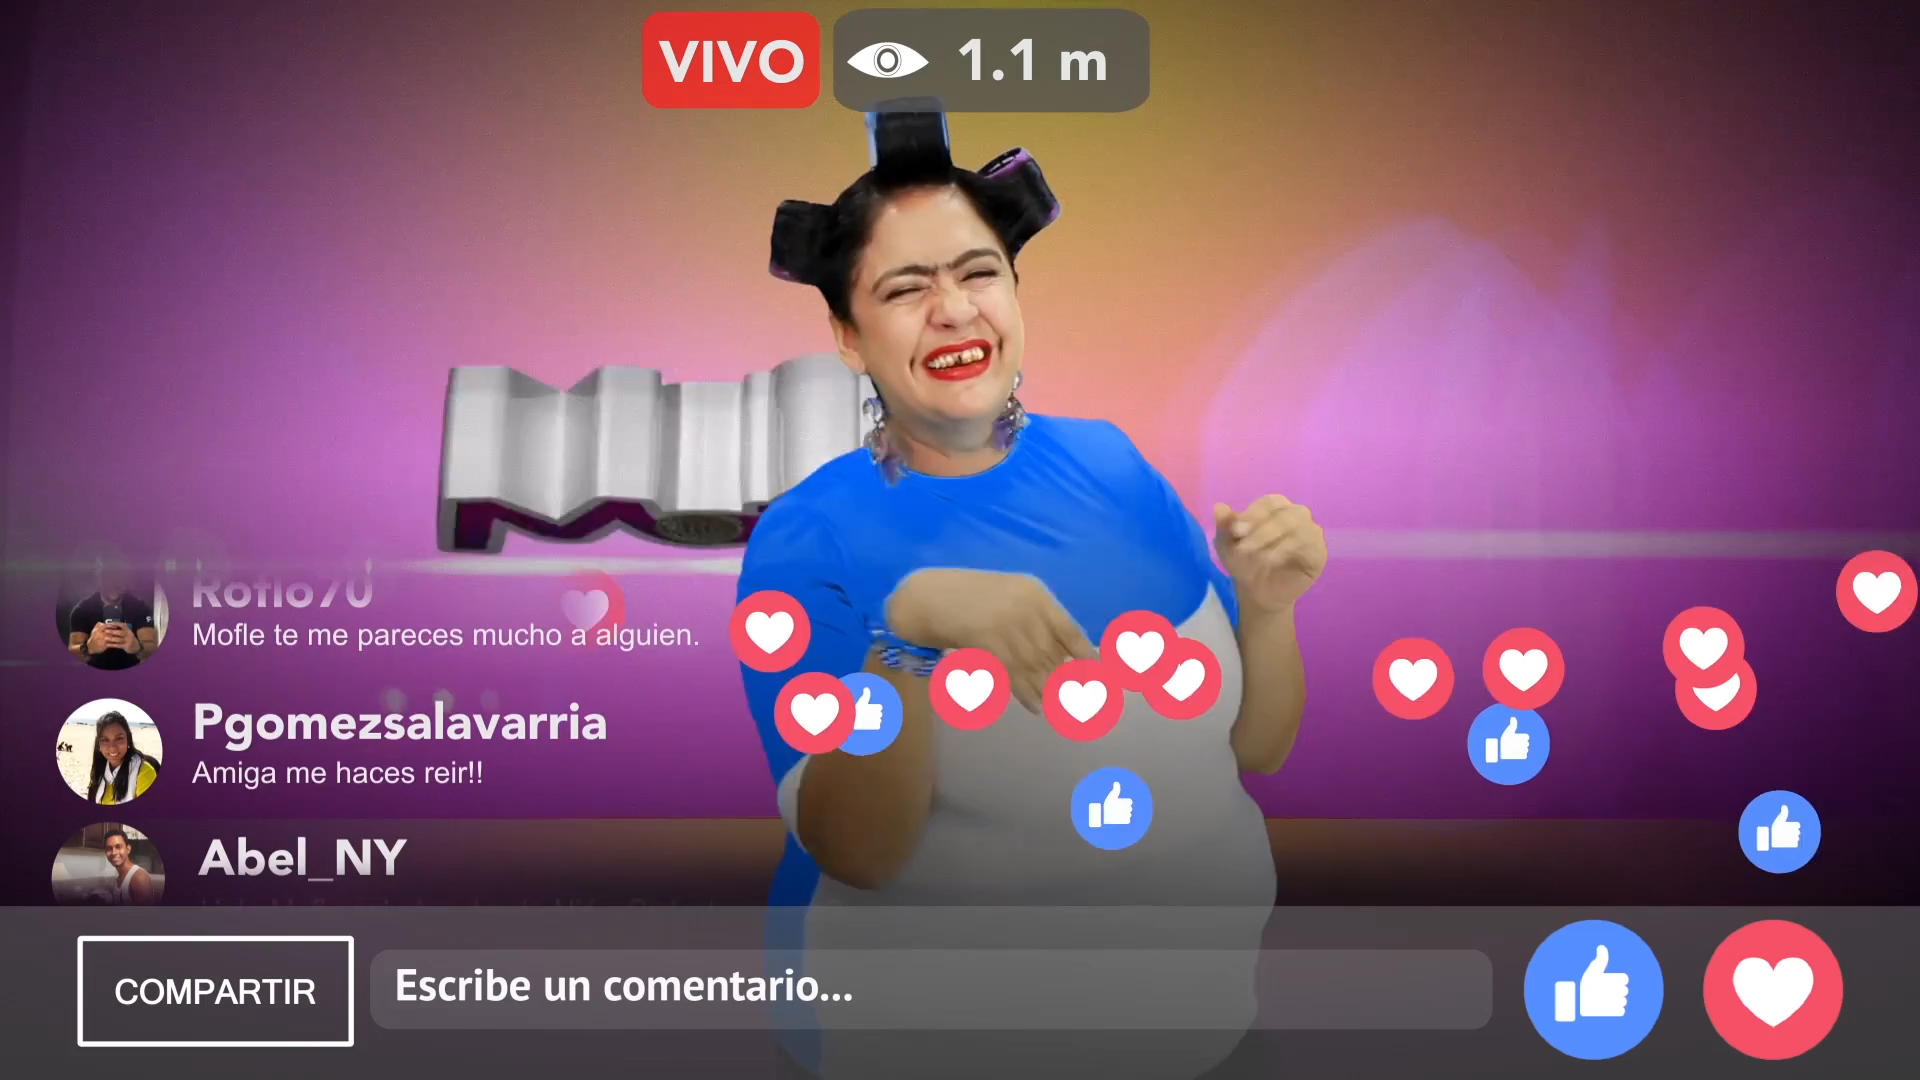 VIVO
1.1 m
Roflo70
Mofle te me pareces mucho a alguien.
Pgomezsalavarria
Amiga me haces reir!!
Abel_NY
COMPARTIR
Escribe un comentario...